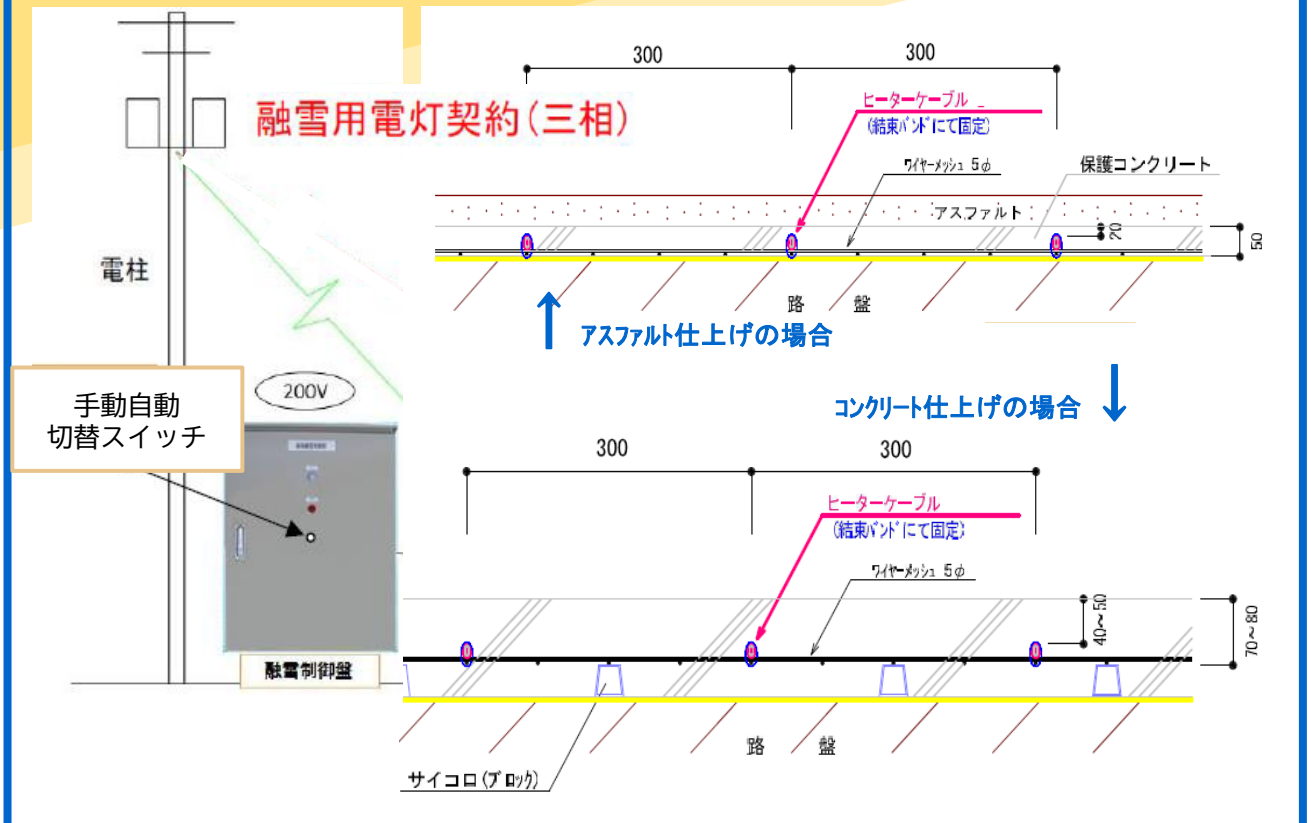 融雪用電灯契約(三相)
電柱
200V
手動自動
切替スイッチ
融雪制御盤
300
300
ヒーターケーブル
(結束バンドにて固定)
ワイヤーメッシュ 5φ
保護コンクリート
アスファルト
20
50
路 盤
アスファルト仕上げの場合
コンクリート仕上げの場合
300
300
ヒーターケーブル
(結束バンドにて固定)
ワイヤーメッシュ 5φ
40~50
70~80
路 盤
サイコロ(ブロック)